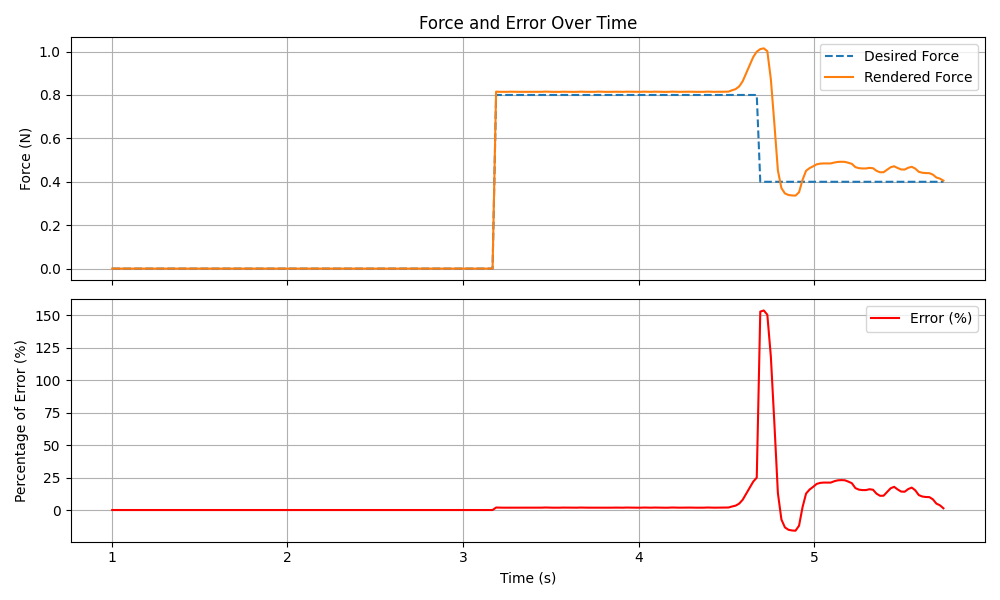 Force and Error Over Time
Force (N)
1.0
0.8
0.6
0.4
0.2
0.0
Desired Force
Rendered Force
Percentage of Error (%)
150
125
100
75
50
25
0
Error (%)
1 2 3 4 5
Time (s)